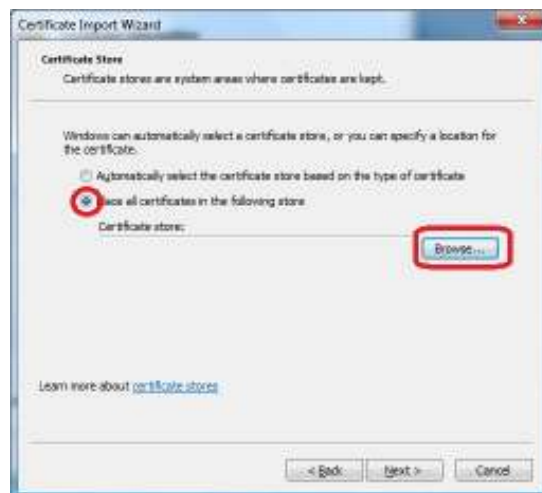 Certificate Import Wizard
Certificate Store
Certificate stores are system areas where certificates are kept.
Windows can automatically select a certificate store, or you can specify a location for
the certificate.
Automatically select the certificate store based on the type of certificate
Place all certificates in the following store
Certificate store:
Browse...
Learn more about certificate stores
< Back
Next >
Cancel